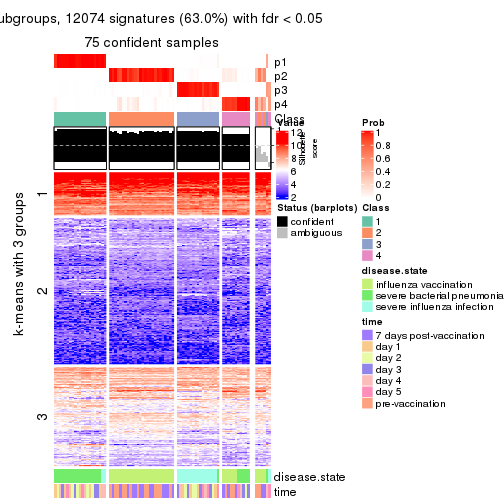 ubgroups, 12074 signatures (63.0%) with fdr < 0.05
75 confident samples
p1
p2
p3
p4
Class
k-means with 3 groups
1
2
3
disease.state
time
Value
12
10
8
6
4
2
Silhouette
score
Status (barplots)
confident
ambiguous
Prob
1
0.8
0.6
0.4
0.2
0
Class
1
2
3
4
disease.state
influenza vaccination
severe bacterial pneumonia
severe influenza infection
time
7 days post-vaccination
day 1
day 2
day 3
day 4
day 5
pre-vaccination